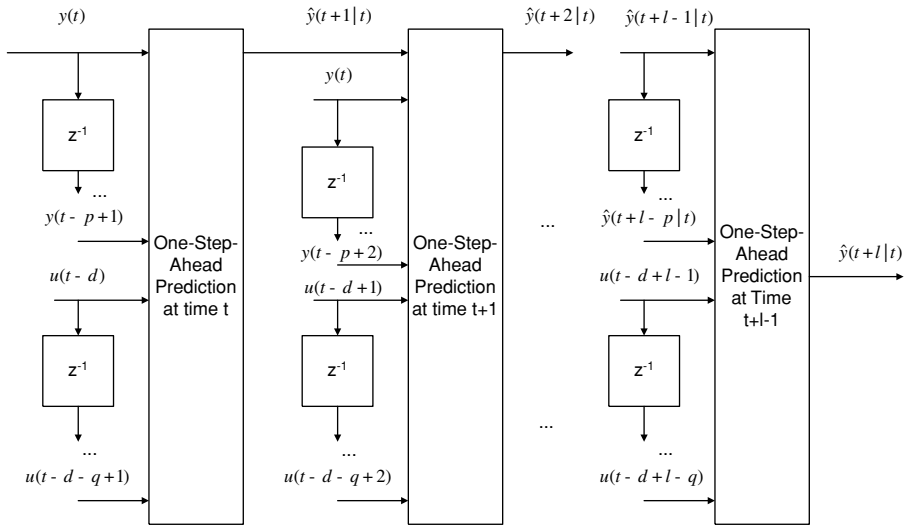 y(t)
z-1
...
y(t - p+1)
u(t - d)
z-1
...
u(t - d - q +1)
One-Step-
Ahead
Prediction
at time t
ŷ(t+1|t)
y(t)
z-1
...
y(t - p+2)
u(t - d +1)
z-1
...
u(t - d - q +2)
One-Step-
Ahead
Prediction
at time t+1
ŷ(t+2|t)
...
...
ŷ(t+l - 1|t)
z-1
...
ŷ(t+l - p|t)
u(t - d+l - 1)
z-1
...
u(t - d+l - q)
One-Step-
Ahead
Prediction
at Time
t+l-1
ŷ(t+l|t)